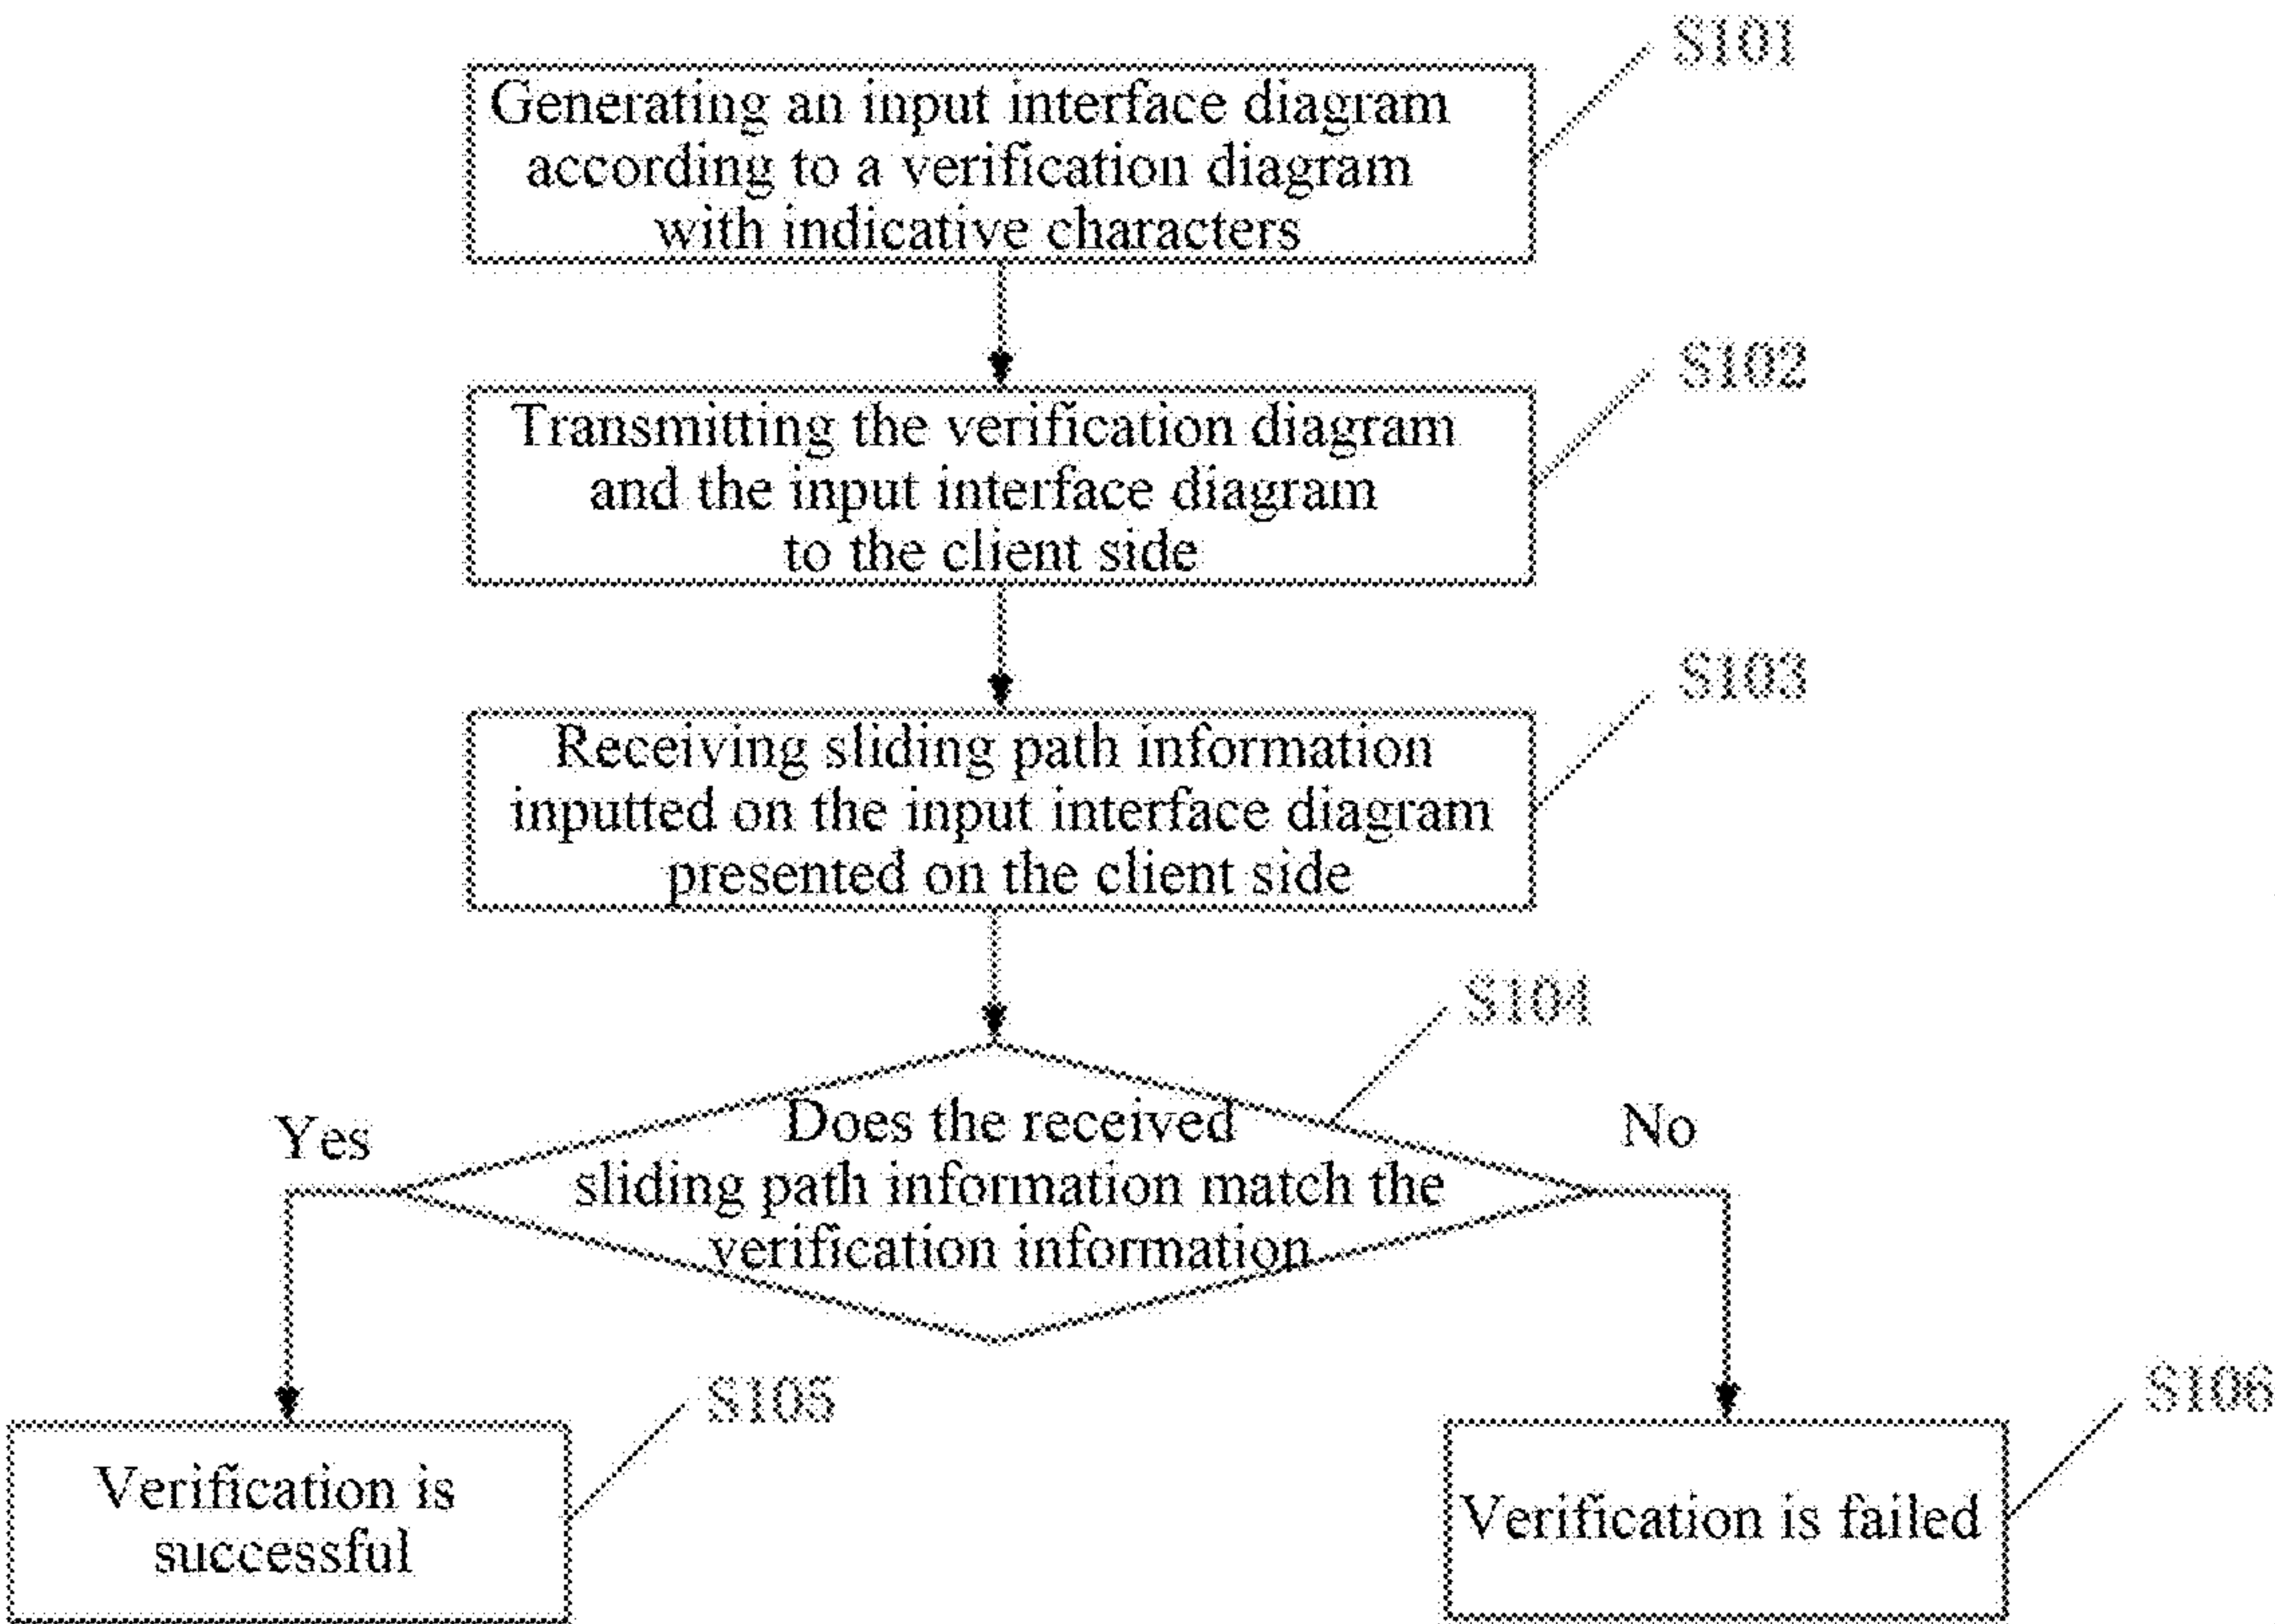 S101
Generating an input interface diagram
according to a verification diagram
with indicative characters
S102
Transmitting the verification diagram
and the input interface diagram
to the client side
S103
Receiving sliding path information
inputted on the input interface diagram
presented on the client side
S104
Yes
Does the received
No
sliding path information match the
verification information
S105
S106
Verification is
successful
Verification is failed